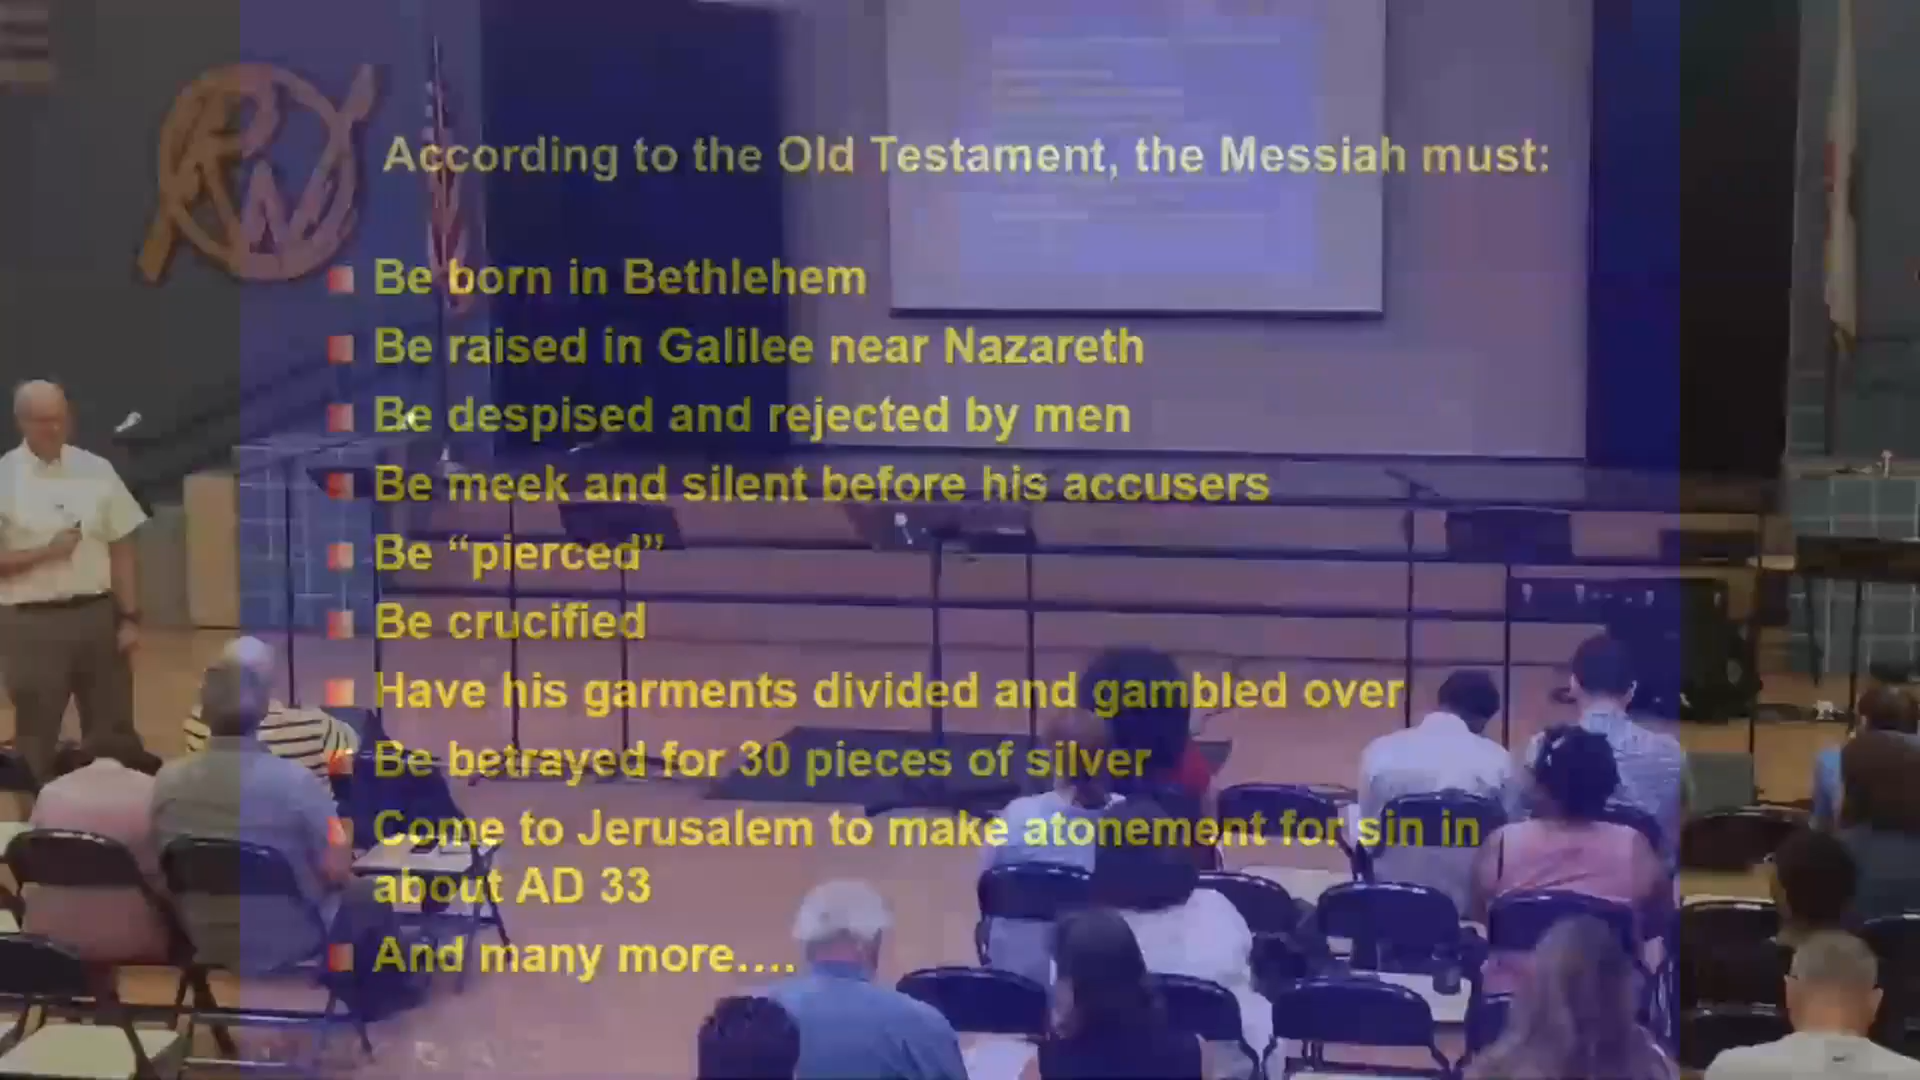 RW
According to the Old Testament, the Messiah must:
Be born in Bethlehem
Be raised in Galilee near Nazareth
Be despised and rejected by men
Be meek and silent before his accusers
Be “pierced”
Be crucified
Have his garments divided and gambled over
Be betrayed for 30 pieces of silver
Come to Jerusalem to make atonement for sin in
about AD 33
And many more....